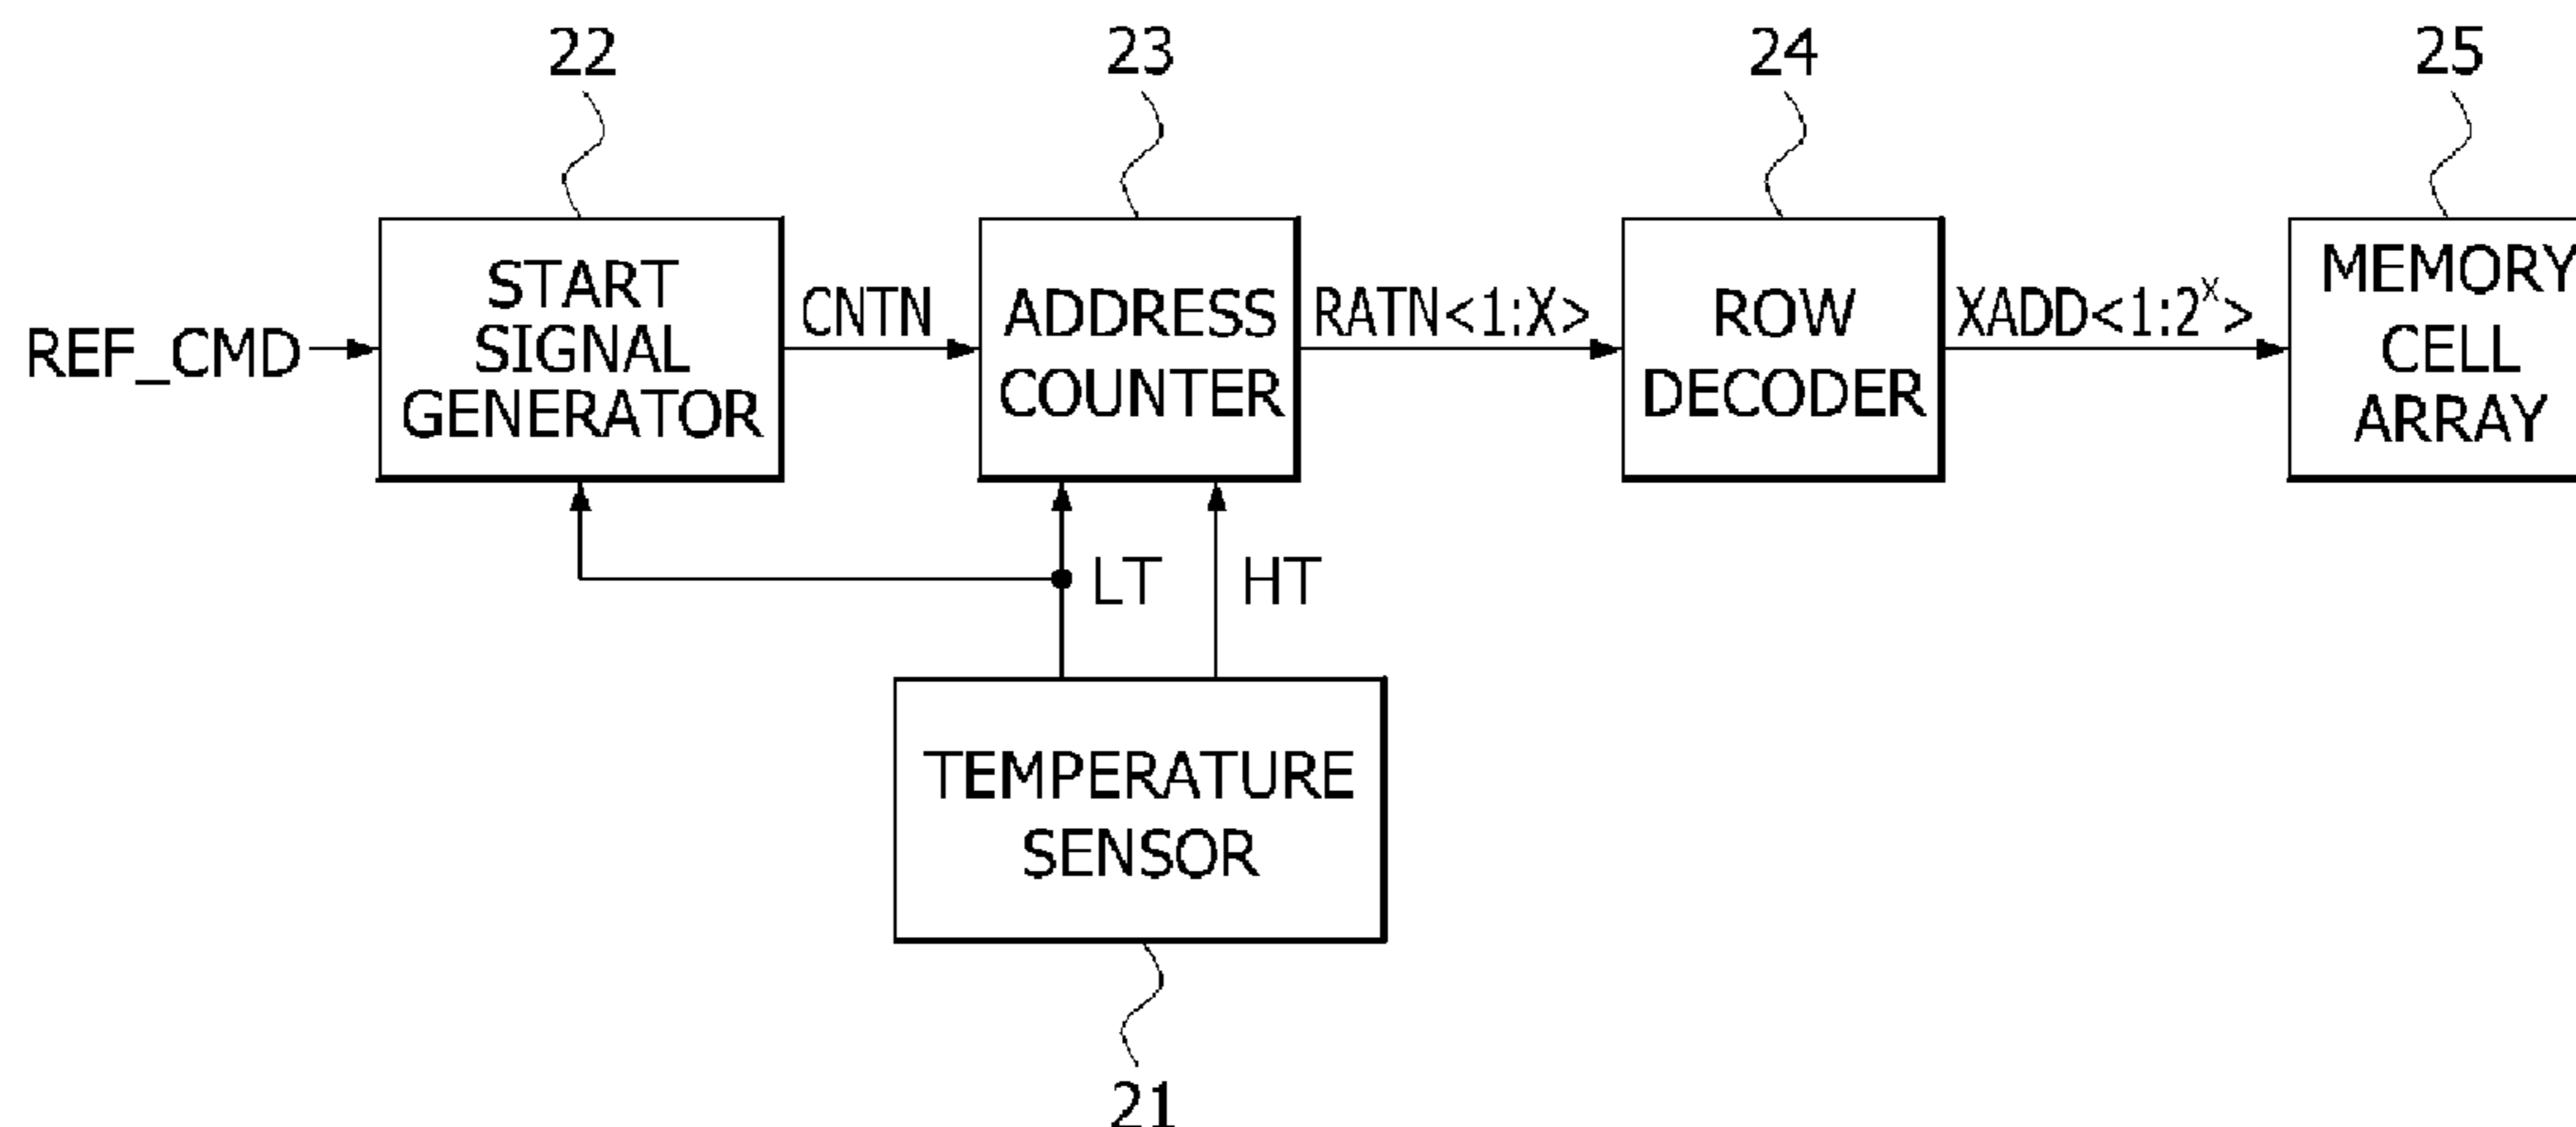 22
23
24
25
REF_CMD
START
SIGNAL
GENERATOR
CNTN
ADDRESS
COUNTER
RATN<1:X>
ROW
DECODER
XADD<1:2^x>
MEMORY
CELL
ARRAY
LT
HT
TEMPERATURE
SENSOR
21